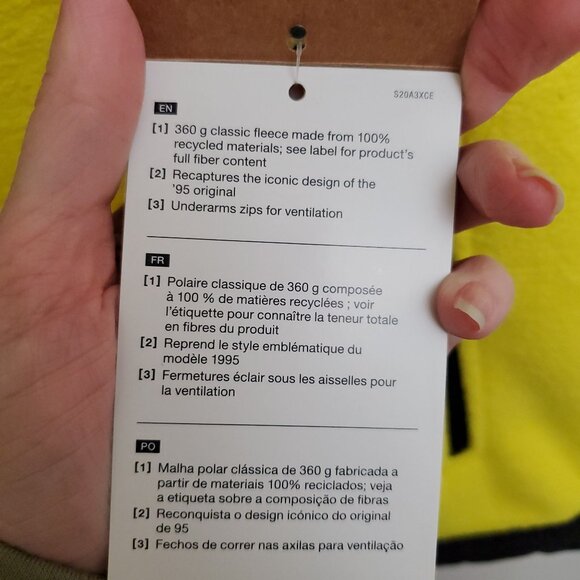 S20A3XCE
EN
[1] 360 g classic fleece made from 100%
recycled materials; see label for product's
full fiber content
[2] Recaptures the iconic design of the
'95 original
[3] Underarms zips for ventilation
FR
[1] Polaire classique de 360 g composée
à 100 % de matières recyclées ; voir
l'étiquette pour connaître la teneur totale
en fibres du produit
[2] Reprend le style emblématique du
modèle 1995
[3] Fermetures éclair sous les aisselles pour
la ventilation
PO
[1] Malha polar clássica de 360 g fabricada a
partir de materiais 100% reciclados; veja
a etiqueta sobre a composição de fibras
[2] Reconquista o design icónico do original
de 95
[3] Fechos de correr nas axilas para ventilação